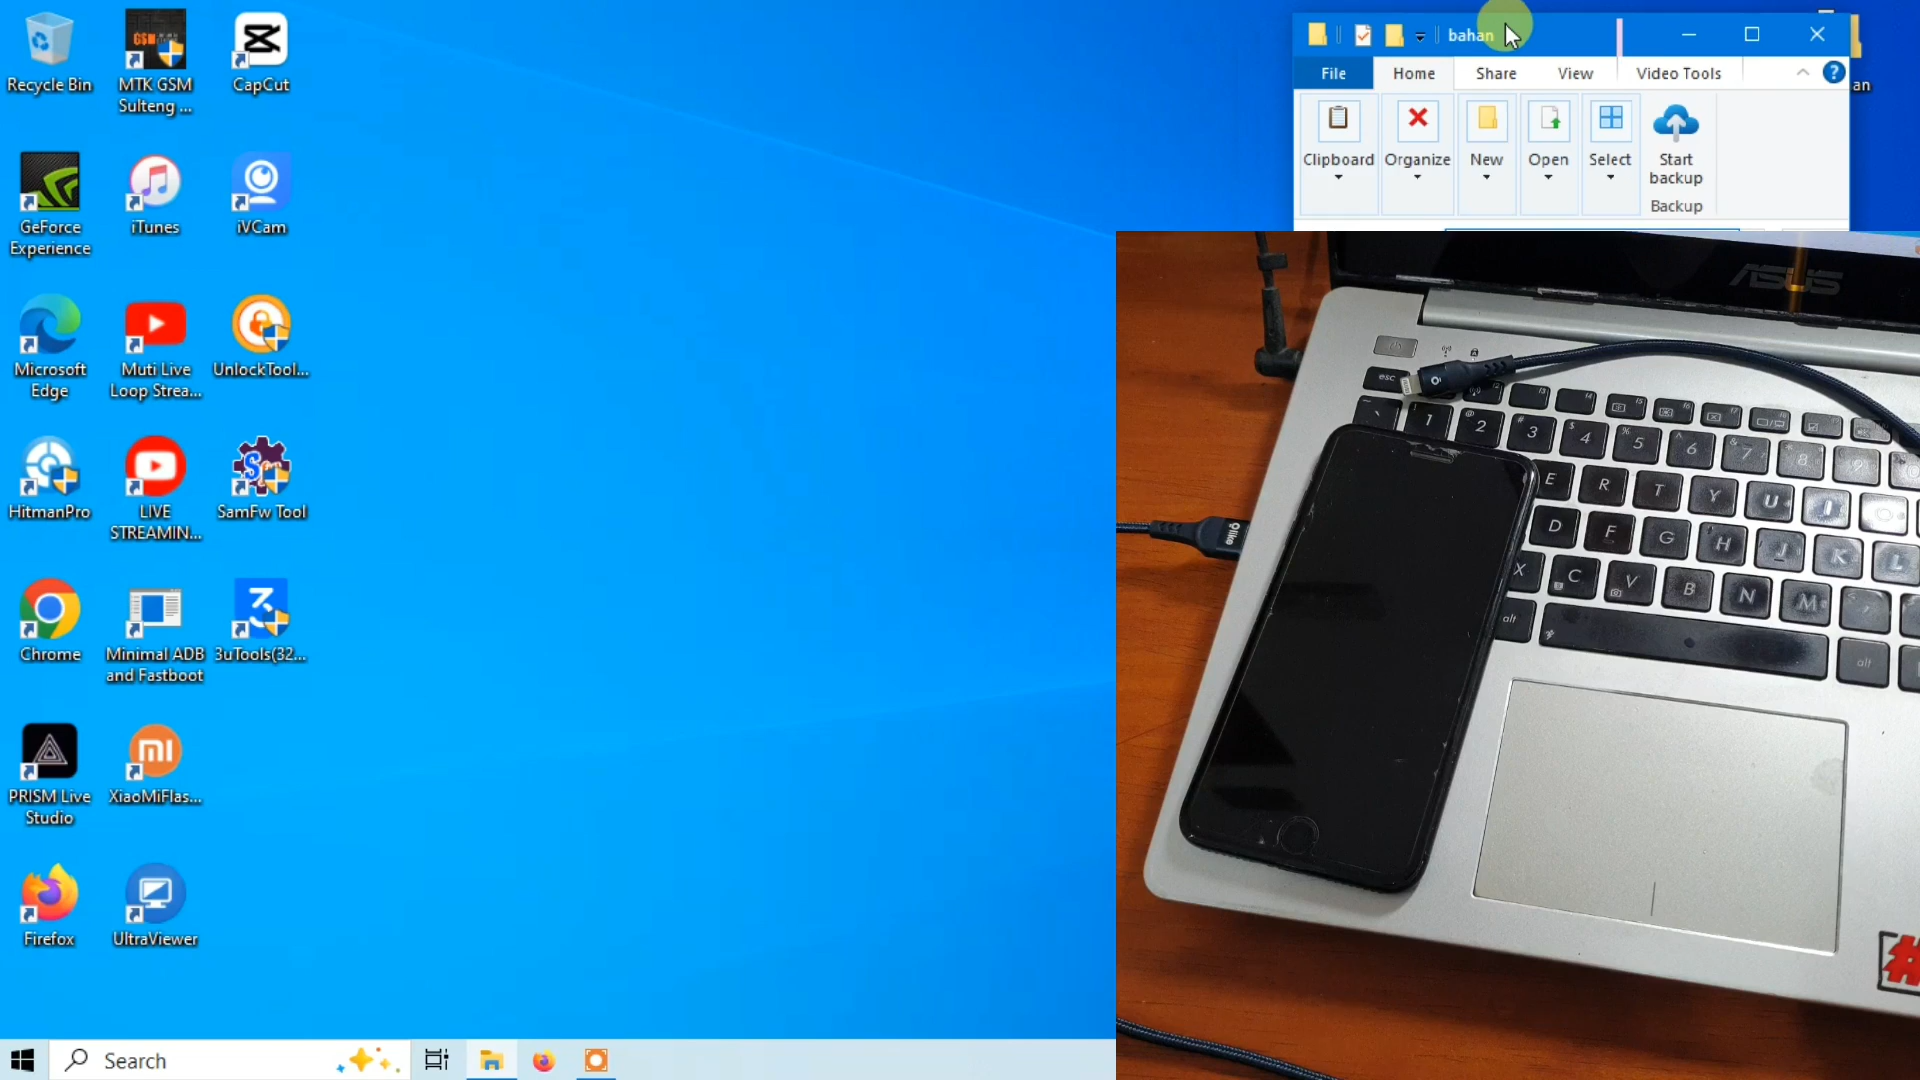 Recycle Bin
MTK GSM
Sulteng ...
CapCut
GeForce
Experience
iTunes
iVCam
Microsoft
Edge
Muti Live
Loop Strea...
UnlockTool...
HitmanPro
LIVE
STREAMIN...
SamFw Tool
Chrome
Minimal ADB
and Fastboot
3uTools(32...
PRISM Live
Studio
XiaoMiFlas...
Firefox
UltraViewer
Search
bahan
File
Home
Share
View
Video Tools
an
Clipboard
Organize
New
Open
Select
Start
backup
Backup
ASUS
esc
1
2
3
4
5
6
7
8
E R T Y U I
D F G H J K L
X C V B N M
alt
alt
qlike